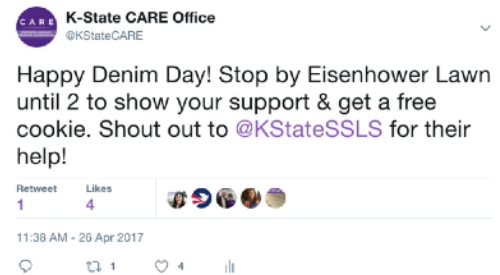 CARE
K-State CARE Office
@KStateCARE
Happy Denim Day! Stop by Eisenhower Lawn
until 2 to show your support & get a free
cookie. Shout out to @KStateSSLS for their
help!
Retweet Likes
1 4
11:38 AM - 26 Apr 2017
1 4